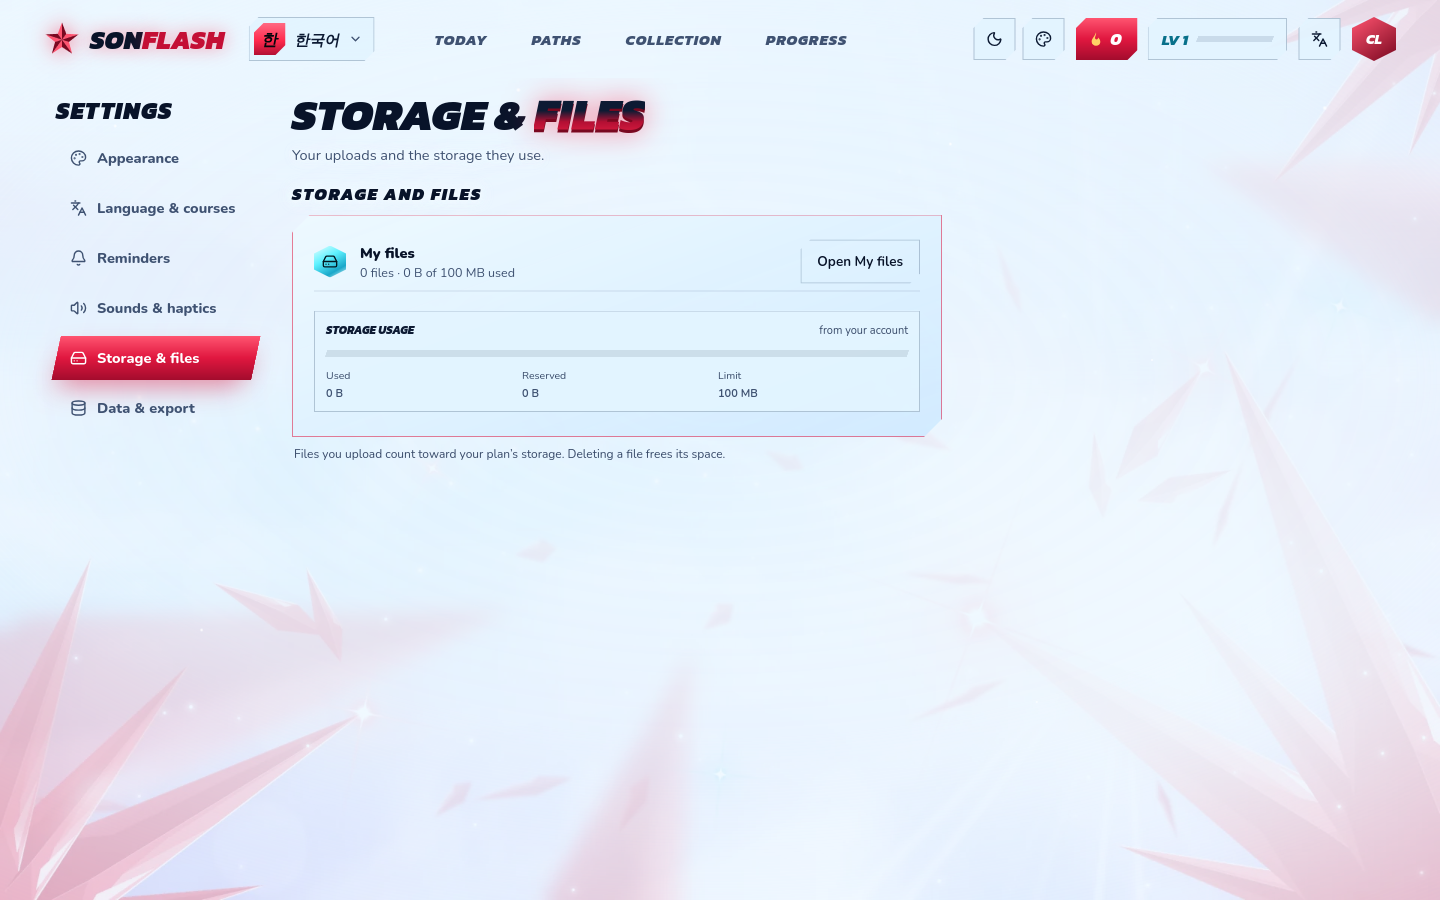 SONFLASH
한 한국어
TODAY
PATHS
COLLECTION
PROGRESS
0
LV 1
CL
SETTINGS
Appearance
Language & courses
Reminders
Sounds & haptics
Storage & files
Data & export
STORAGE & FILES
Your uploads and the storage they use.
STORAGE AND FILES
My files
0 files · 0 B of 100 MB used
Open My files
STORAGE USAGE
from your account
Used
Reserved
Limit
0 B
0 B
100 MB
Files you upload count toward your plan's storage. Deleting a file frees its space.